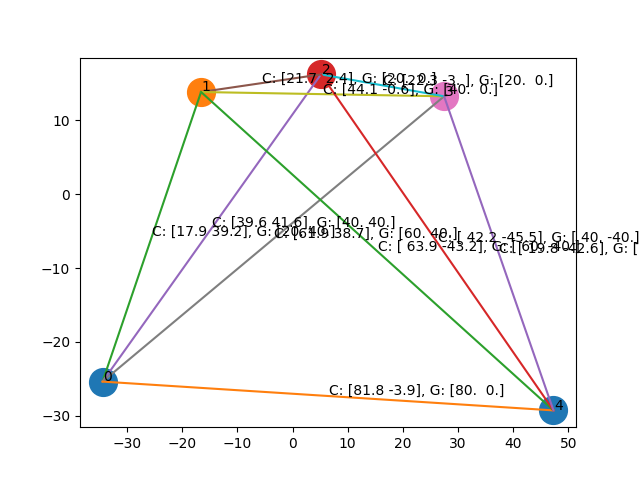 2
1
3
C: [21.7 2.4], G: [20. 0.]
C: [22.3 -3. ], G: [20. 0.]
C: [44.1 -0.6], G: [40. 0.]
10
0
C: [39.6 41.6], G: [40. 40.]
C: [17.9 39.2], G: [20. 40.]
C: [61.9 38.7], G: [60. 40.]
C: [ 42.2 -45.5], G: [ 40. -40.]
C: [ 63.9 -43.2], G: [ 60. -40.]
C: [ 19.8 -42.6], G: [
−10
−20
0
C: [81.8 -3.9], G: [80. 0.]
4
−30
−30 −20 −10 0 10 20 30 40 50